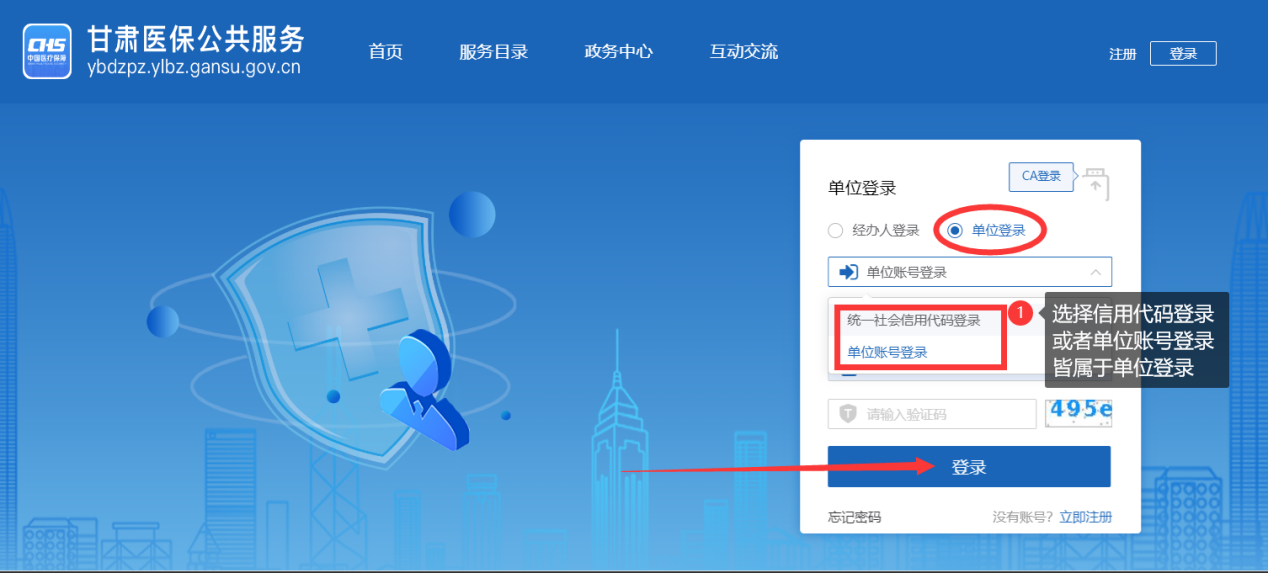 CHS
中国医疗保障
甘肃医保公共服务
ybdzpz.ylbz.gansu.gov.cn
首页
服务目录
政务中心
互动交流
注册
登录
单位登录
CA登录
经办人登录
单位登录
单位账号登录
统一社会信用代码登录
单位账号登录
1
选择信用代码登录
或者单位账号登录
皆属于单位登录
请输入验证码
495e
登录
忘记密码
没有账号？立即注册